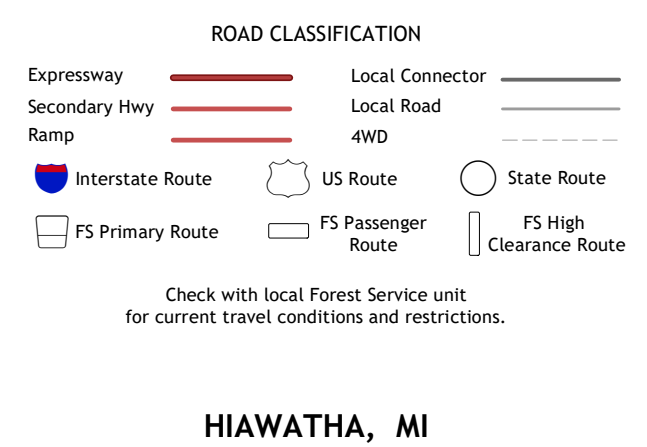 ROAD CLASSIFICATION
Expressway
Local Connector
Secondary Hwy
Local Road
Ramp
4WD
Interstate Route
US Route
State Route
FS Primary Route
FS Passenger
Route
FS High
Clearance Route
Check with local Forest Service unit
for current travel conditions and restrictions.
HIAWATHA, MI